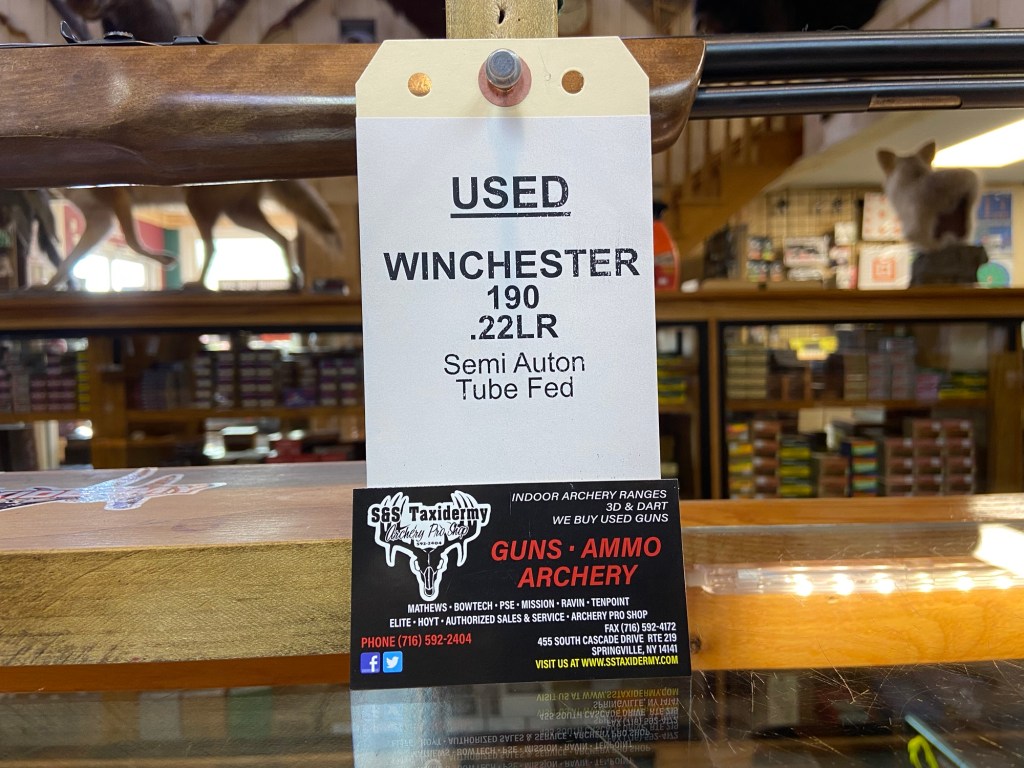 USED
WINCHESTER
190
.22LR
Semi Auton
Tube Fed
S&S Taxidermy
Archery Pro Shop
592-2404
INDOOR ARCHERY RANGES
3D & DART
WE BUY USED GUNS
GUNS · AMMO
ARCHERY
MATHEWS · BOWTECH · PSE · MISSION · RAVIN · TENPOINT
ELITE · HOYT · AUTHORIZED SALES & SERVICE · ARCHERY PRO SHOP
FAX (716) 592-4172
PHONE (716) 592-2404
455 SOUTH CASCADE DRIVE RTE 219
SPRINGVILLE, NY 14141
VISIT US AT WWW.SSTAXIDERMY.COM